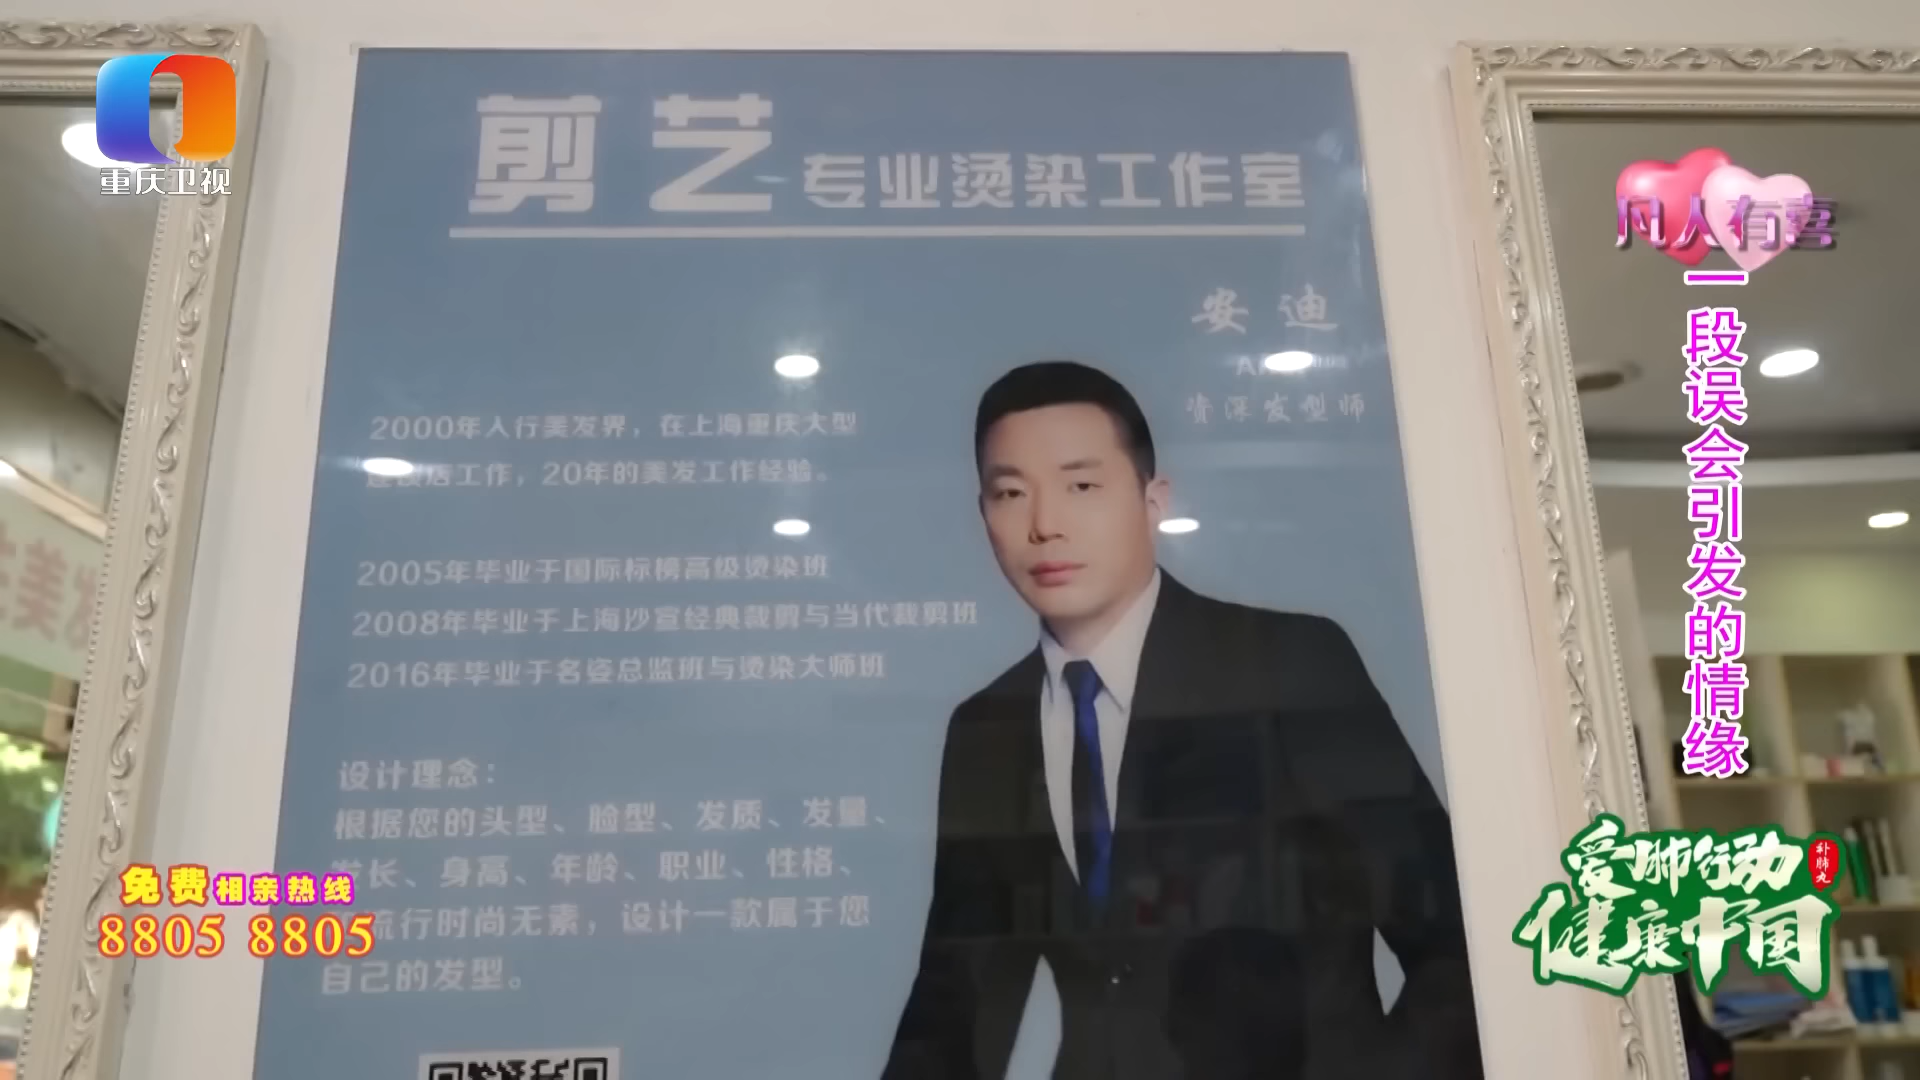 重庆卫视
剪艺 专业烫染工作室
凡人有喜
一段误会引发的情缘
安迪
资深发型师
2000年入行美发界，在上海重庆大型
店工作，20年的美发工作经验。
2005年毕业于国际标榜高级烫染班
2008年毕业于上海沙宣经典裁剪与当代裁剪班
2016年毕业于名姿总监班与烫染大师班
设计理念：
根据您的头型、脸型、发质、发量、
发长、身高、年龄、职业、性格、
流行时尚无素，设计一款属于您
自己的发型。
美发
免费相亲热线
8805 8805
爱肺行动
补肺丸
健康中国